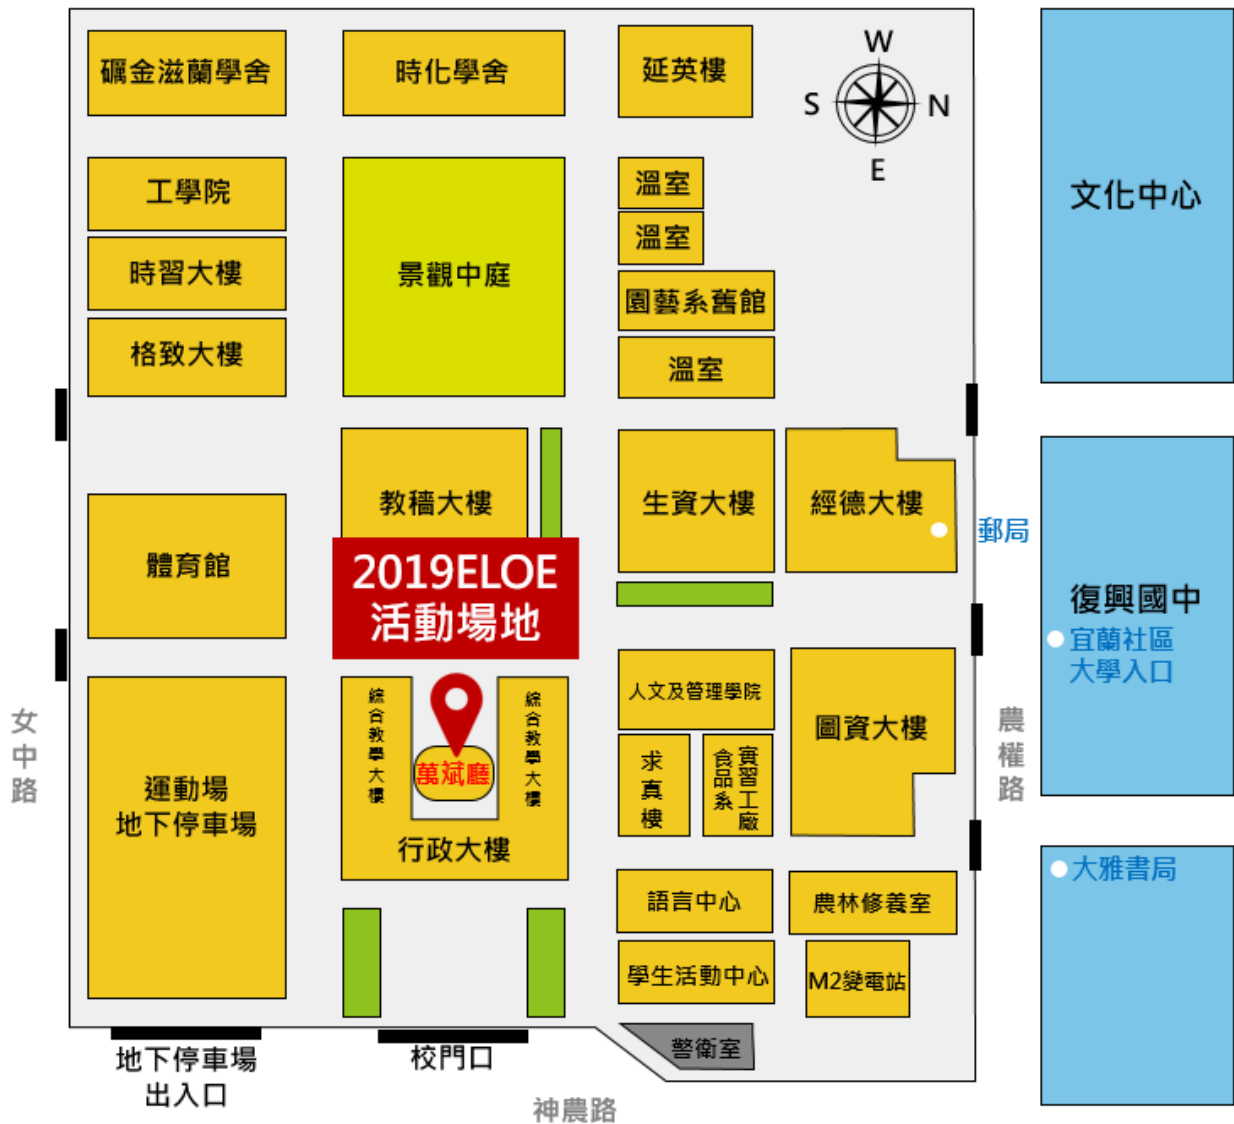 W
S
N
E
礪金滋蘭學舍
時化學舍
延英樓
工學院
時習大樓
格致大樓
景觀中庭
溫室
溫室
園藝系舊館
溫室
文化中心
教穡大樓
生資大樓
經德大樓
郵局
體育館
2019ELOE
活動場地
復興國中
宜蘭社區
大學入口
女中路
運動場
地下停車場
綜合教學大樓
萬斌廳
綜合教學大樓
行政大樓
人文及管理學院
求真樓
食品系
實習工廠
圖資大樓
農權路
語言中心
農林修養室
大雅書局
學生活動中心
M2變電站
警衛室
地下停車場
出入口
校門口
神農路